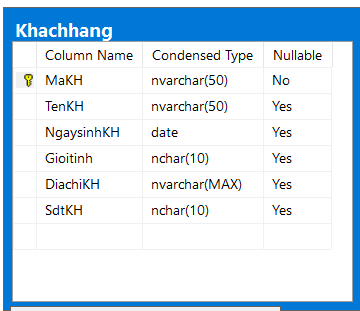 Khachhang
Column Name Condensed Type Nullable
MaKH nvarchar(50) No
TenKH nvarchar(50) Yes
NgaysinhKH date Yes
Gioitinh nchar(10) Yes
DiachiKH nvarchar(MAX) Yes
SdtKH nchar(10) Yes